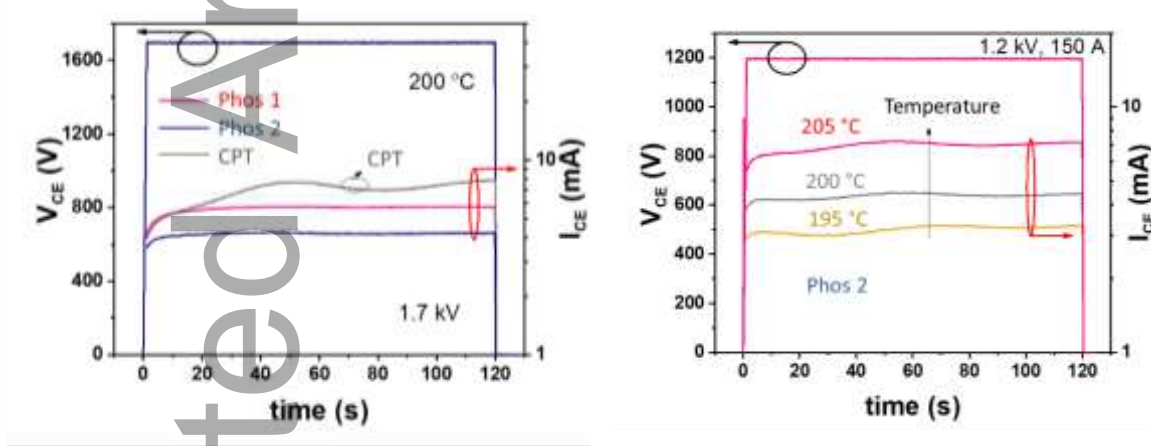 ted Ar
V_CE (V)
1600
1200
800
400
0
200 °C
Phos 1
Phos 2
CPT
CPT
1.7 kV
10
1
I_CE (mA)
0 20 40 60 80 100 120
time (s)
V_CE (V)
1200
1000
800
600
400
200
0
1.2 kV, 150 A
Temperature
205 °C
200 °C
195 °C
Phos 2
10
1
I_CE (mA)
0 20 40 60 80 100 120
time (s)